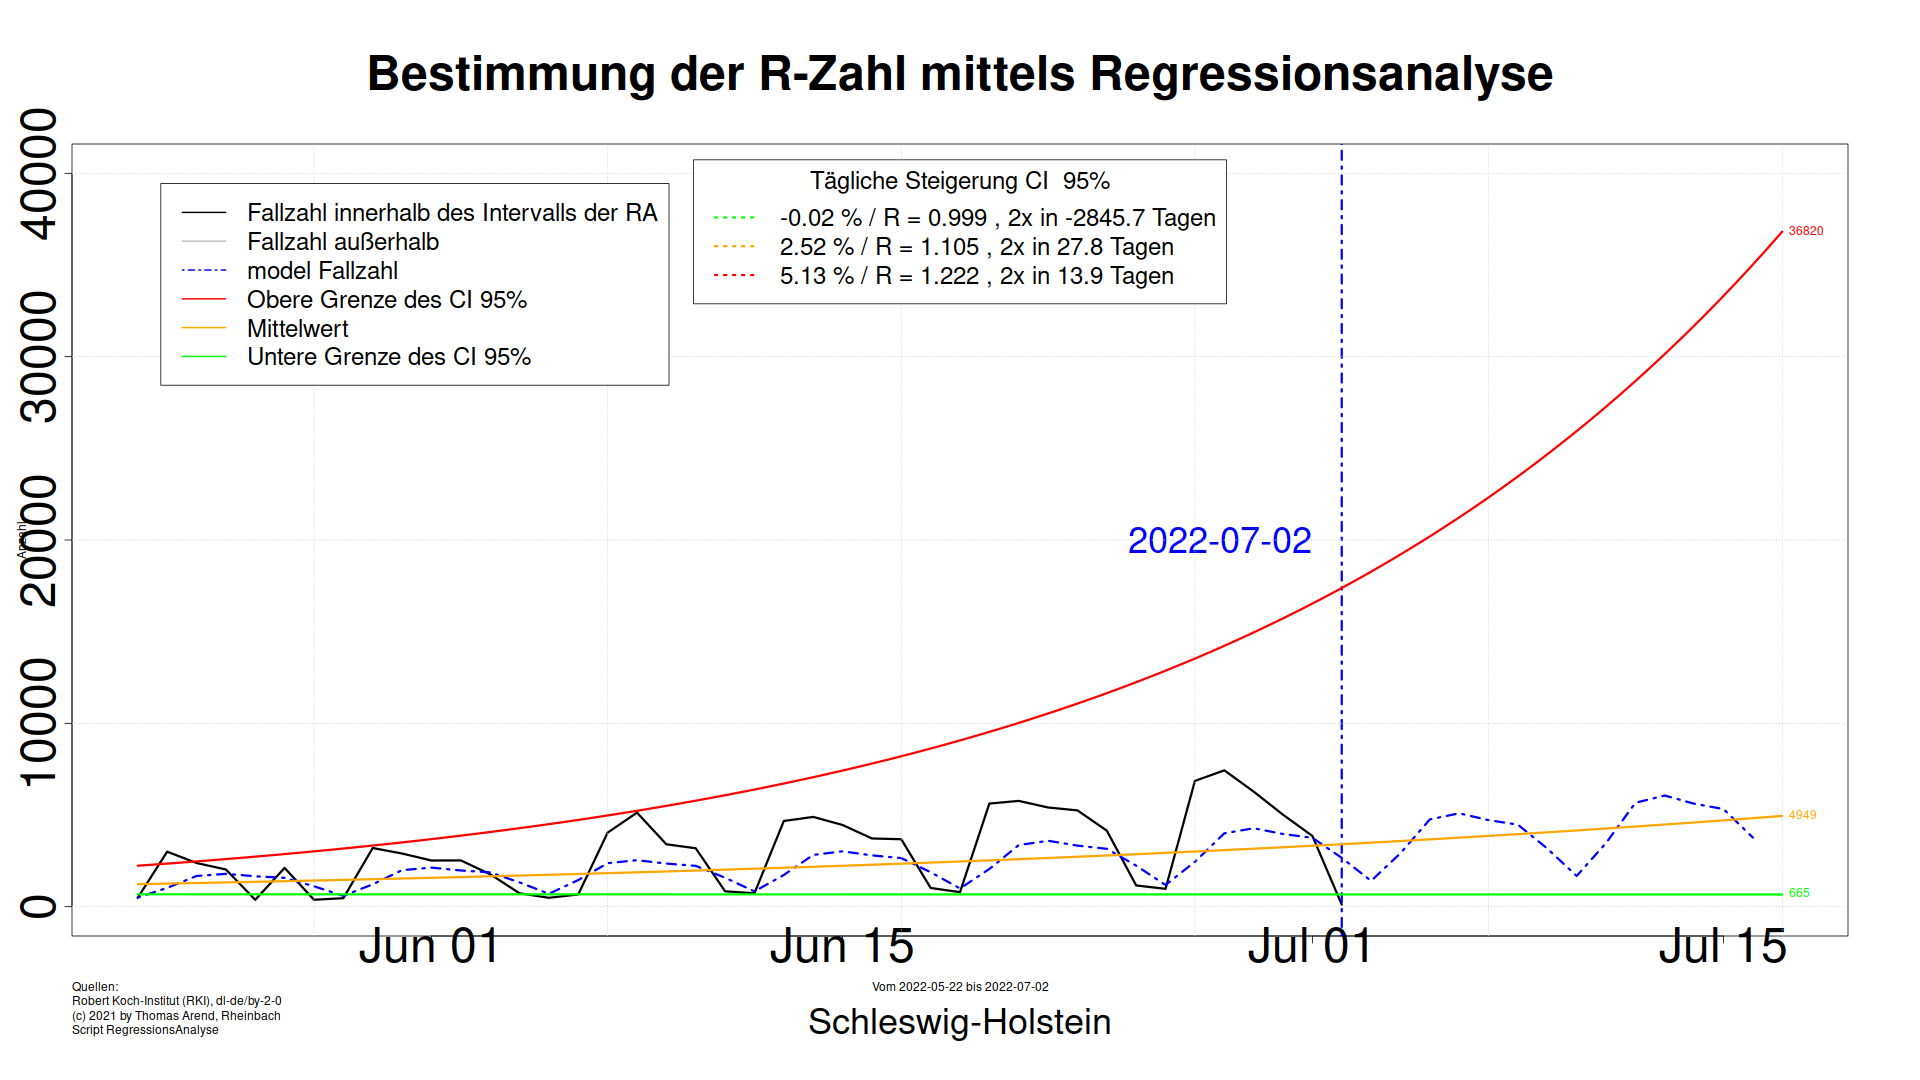 Bestimmung der R-Zahl mittels Regressionsanalyse
40000
30000
20000
10000
0
Anzahl
Fallzahl innerhalb des Intervalls der RA
Fallzahl außerhalb
model Fallzahl
Obere Grenze des CI 95%
Mittelwert
Untere Grenze des CI 95%
Tägliche Steigerung CI 95%
-0.02 % / R = 0.999 , 2x in -2845.7 Tagen
2.52 % / R = 1.105 , 2x in 27.8 Tagen
5.13 % / R = 1.222 , 2x in 13.9 Tagen
36820
2022-07-02
4949
665
Jun 01
Jun 15
Jul 01
Jul 15
Quellen:
Robert Koch-Institut (RKI), dl-de/by-2-0
(c) 2021 by Thomas Arend, Rheinbach
Script RegressionsAnalyse
Vom 2022-05-22 bis 2022-07-02
Schleswig-Holstein